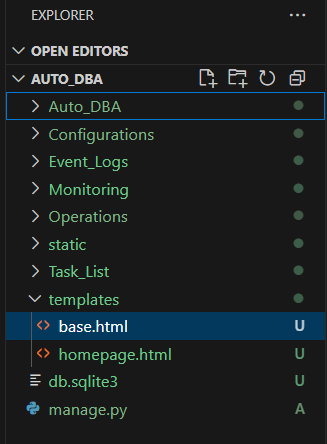 EXPLORER
OPEN EDITORS
AUTO_DBA
Auto_DBA
Configurations
Event_Logs
Monitoring
Operations
static
Task_List
templates
base.html U
homepage.html U
db.sqlite3 U
manage.py A